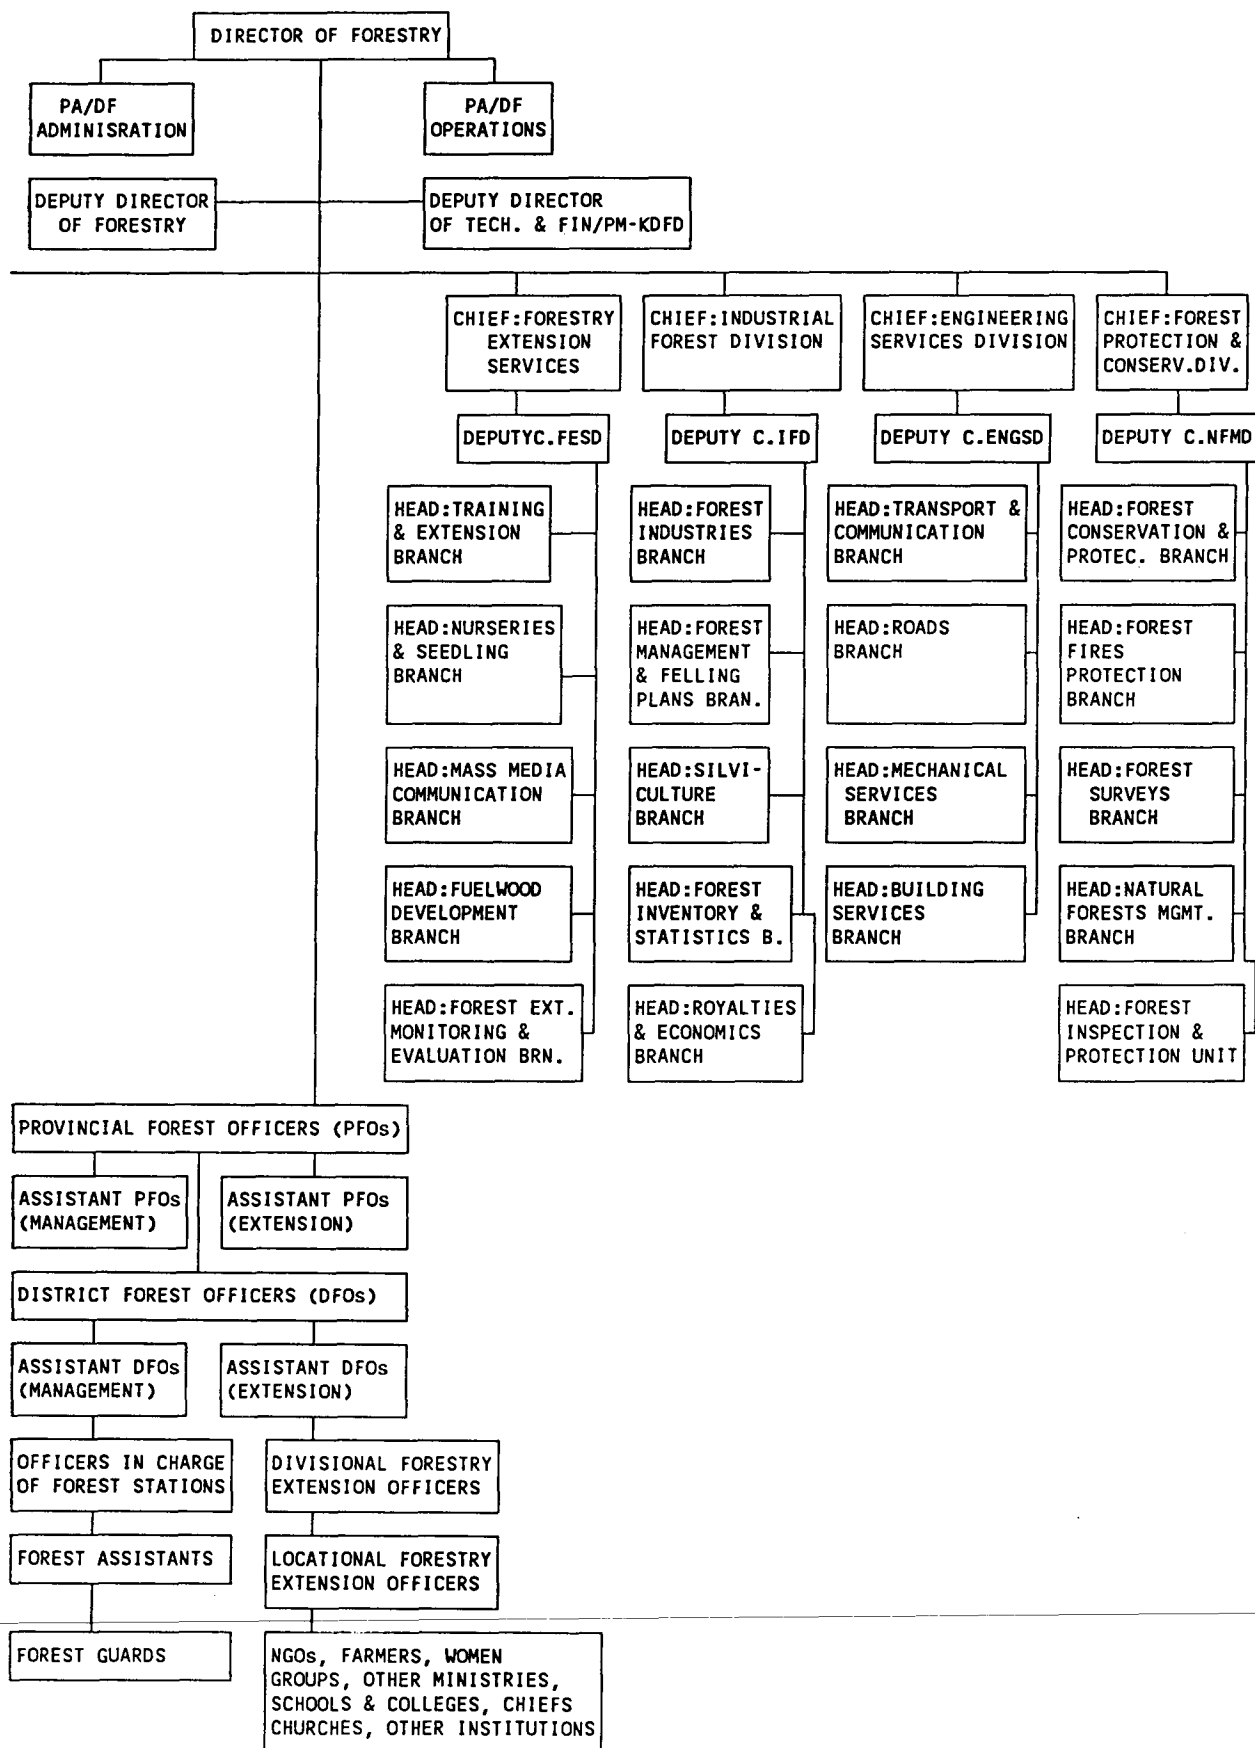 DIRECTOR OF FORESTRY
PA/DF
ADMINISRATION
PA/DF
OPERATIONS
DEPUTY DIRECTOR
OF FORESTRY
DEPUTY DIRECTOR
OF TECH. & FIN/PM-KDFD
CHIEF:FORESTRY
EXTENSION
SERVICES
CHIEF:INDUSTRIAL
FOREST DIVISION
CHIEF:ENGINEERING
SERVICES DIVISION
CHIEF:FOREST
PROTECTION &
CONSERV.DIV.
DEPUTYC.FESD
DEPUTY C.IFD
DEPUTY C.ENGSD
DEPUTY C.NFMD
HEAD:TRAINING
& EXTENSION
BRANCH
HEAD:FOREST
INDUSTRIES
BRANCH
HEAD:TRANSPORT &
COMMUNICATION
BRANCH
HEAD:FOREST
CONSERVATION &
PROTEC. BRANCH
HEAD:NURSERIES
& SEEDLING
BRANCH
HEAD:FOREST
MANAGEMENT
& FELLING
PLANS BRAN.
HEAD:ROADS
BRANCH
HEAD:FOREST
FIRES
PROTECTION
BRANCH
HEAD:MASS MEDIA
COMMUNICATION
BRANCH
HEAD:SILVI-
CULTURE
BRANCH
HEAD:MECHANICAL
SERVICES
BRANCH
HEAD:FOREST
SURVEYS
BRANCH
HEAD:FUELWOOD
DEVELOPMENT
BRANCH
HEAD:FOREST
INVENTORY &
STATISTICS B.
HEAD:BUILDING
SERVICES
BRANCH
HEAD:NATURAL
FORESTS MGMT.
BRANCH
HEAD:FOREST EXT.
MONITORING &
EVALUATION BRN.
HEAD:ROYALTIES
& ECONOMICS
BRANCH
HEAD:FOREST
INSPECTION &
PROTECTION UNIT
PROVINCIAL FOREST OFFICERS (PFOs)
ASSISTANT PFOs
(MANAGEMENT)
ASSISTANT PFOs
(EXTENSION)
DISTRICT FOREST OFFICERS (DFOs)
ASSISTANT DFOs
(MANAGEMENT)
ASSISTANT DFOs
(EXTENSION)
OFFICERS IN CHARGE
OF FOREST STATIONS
DIVISIONAL FORESTRY
EXTENSION OFFICERS
FOREST ASSISTANTS
LOCATIONAL FORESTRY
EXTENSION OFFICERS
FOREST GUARDS
NGOs, FARMERS, WOMEN
GROUPS, OTHER MINISTRIES,
SCHOOLS & COLLEGES, CHIEFS
CHURCHES, OTHER INSTITUTIONS